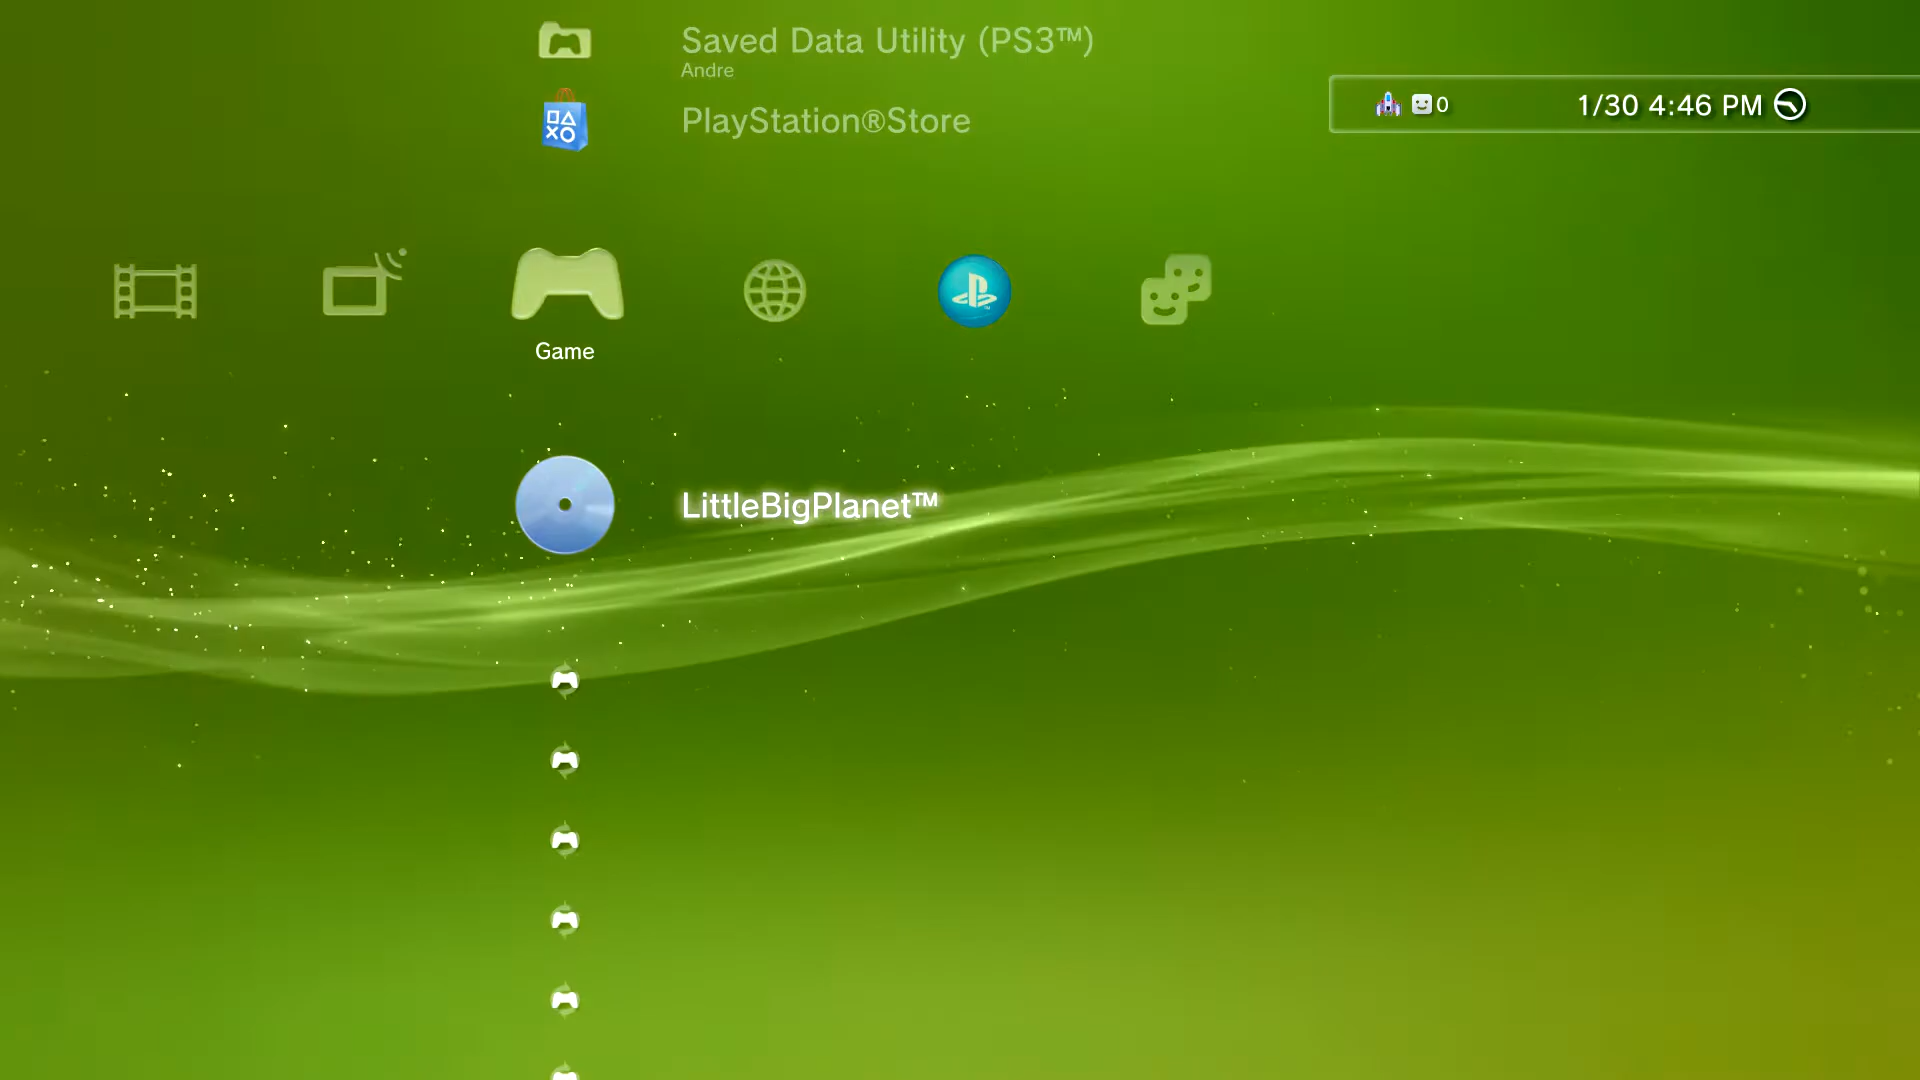 Saved Data Utility (PS3™)
Andre
PlayStation®Store
0
1/30 4:46 PM
Game
LittleBigPlanet™